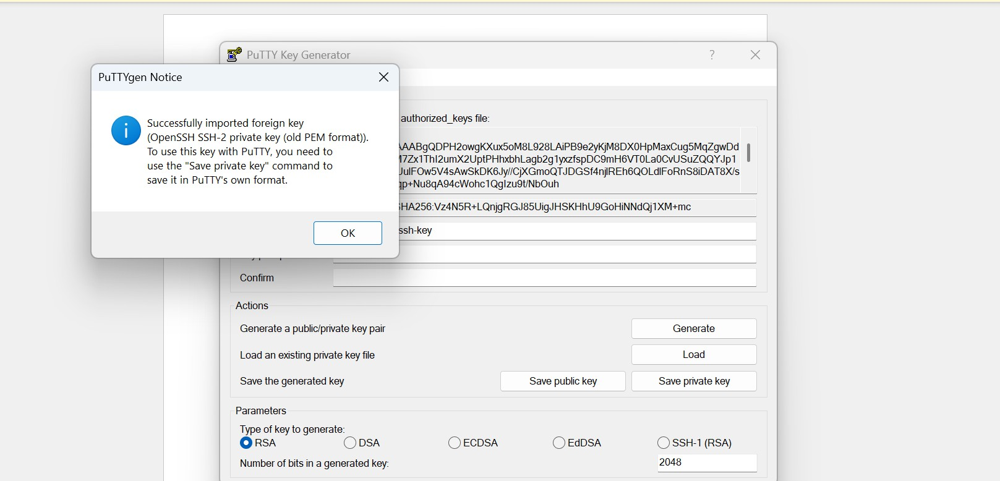 PuTTY Key Generator
?
PuTTYgen Notice
Successfully imported foreign key
(OpenSSH SSH-2 private key (old PEM format)).
To use this key with PuTTY, you need to
use the "Save private key" command to
save it in PuTTY's own format.
OK
authorized_keys file:
AAABgQDPH2owgKXux5oM8L928LAiPB9e2yKjM8DX0HpMaxCug5MqZgwDd
17Zx1ThI2umX2UptPHhxbhLagb2g1yxzfspDC9mH6VT0La0CvUSuZQQYJp1
JulFOw5V4sAwSkDK6Jy//CjXGmoQTJDGSf4njlREh6QOLdlFoRnS8iDAT8X/s
qp+Nu8qA94cWohc1QgIzu9t/NbOuh
SHA256:Vz4N5R+LQnjgRGJ85UigJHSKHhU9GoHiNNdQj1XM+mc
ssh-key
Confirm
Actions
Generate a public/private key pair
Generate
Load an existing private key file
Load
Save the generated key
Save public key
Save private key
Parameters
Type of key to generate:
RSA
DSA
ECDSA
EdDSA
SSH-1 (RSA)
Number of bits in a generated key:
2048